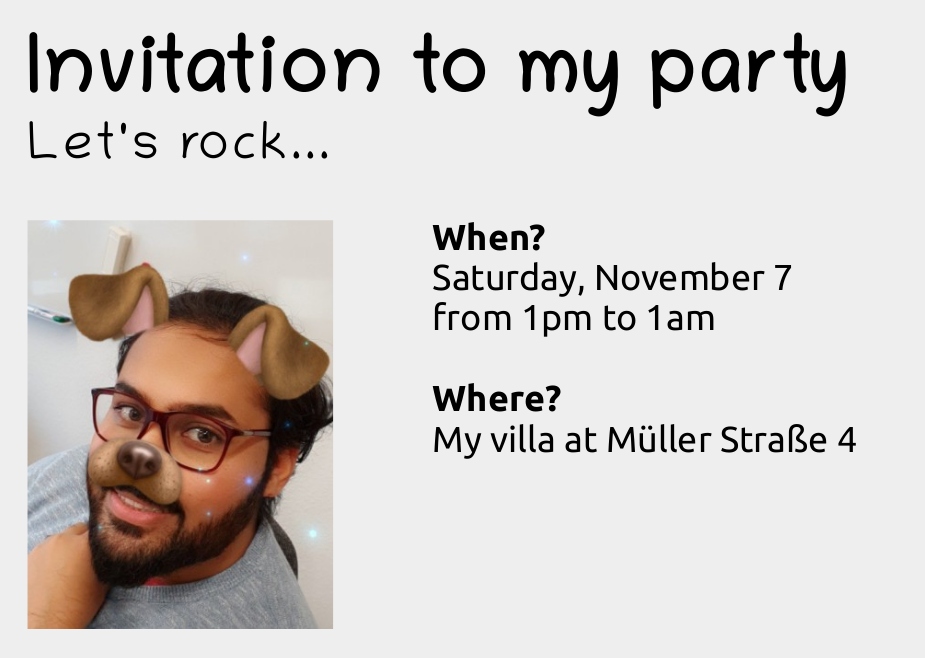 Invitation to my party
Let's rock...
When?
Saturday, November 7
from 1pm to 1am
Where?
My villa at Müller Straße 4